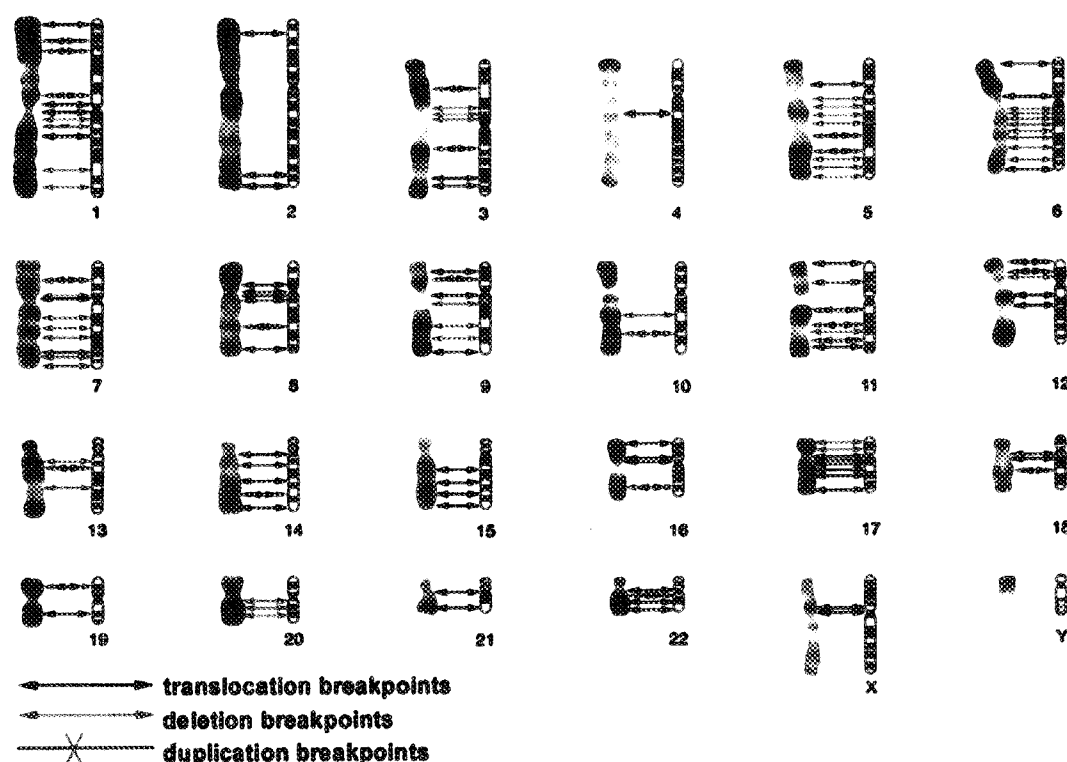 1 2 3 4 5 6
7 8 9 10 11 12
13 14 15 16 17 18
19 20 21 22 X Y
translocation breakpoints
deletion breakpoints
duplication breakpoints